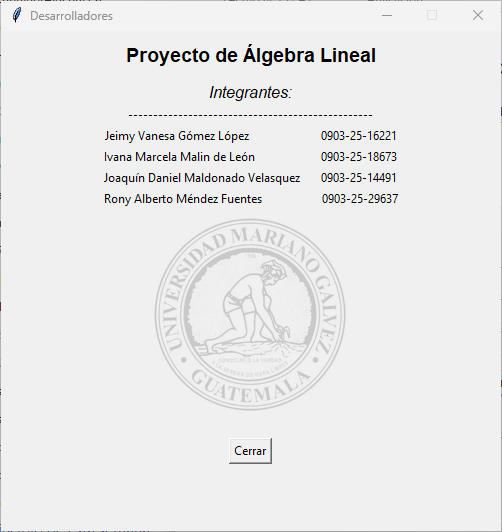 Desarrolladores
Proyecto de Álgebra Lineal
Integrantes:
------------------------------------------------
Jeimy Vanesa Gómez López 0903-25-16221
Ivana Marcela Malin de León 0903-25-18673
Joaquín Daniel Maldonado Velasquez 0903-25-14491
Rony Alberto Méndez Fuentes 0903-25-29637
UNIVERSIDAD MARIANO GALVEZ
GUATEMALA
Cerrar